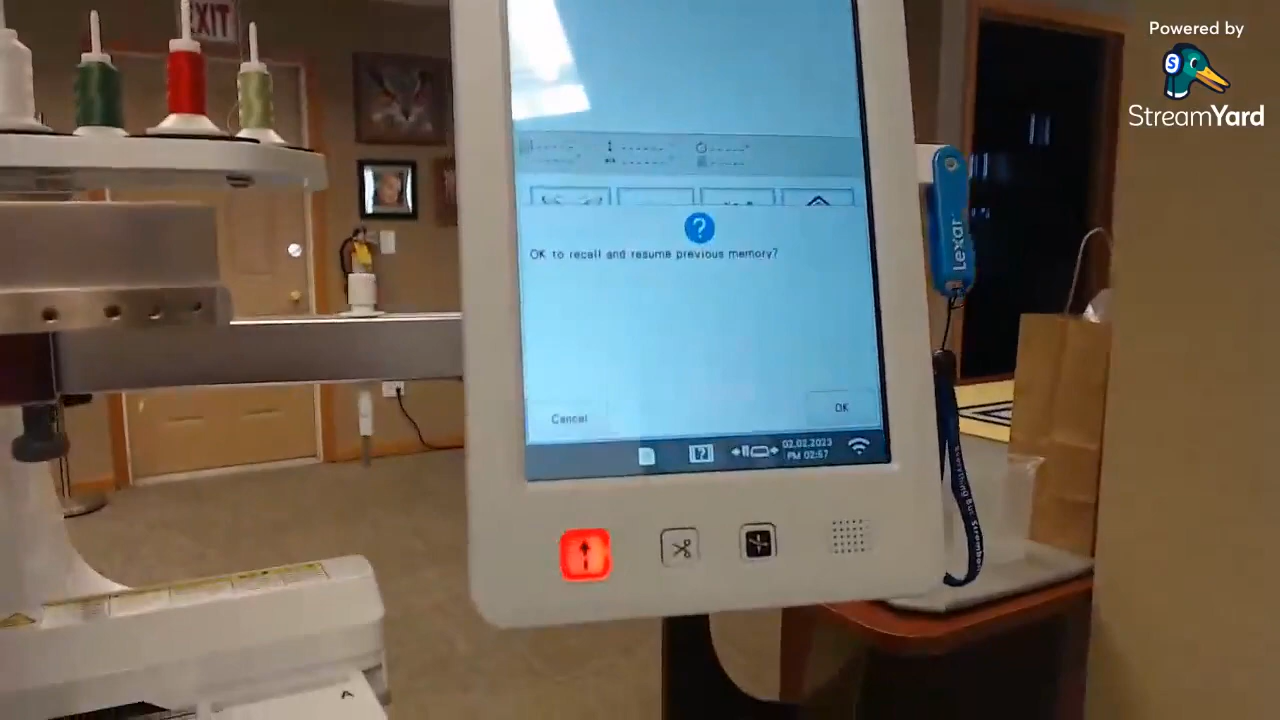 EXIT
Powered by
StreamYard
Lexar
OK to recall and resume previous memory?
Cancel
OK
02.02.2023
PM 02:57
A